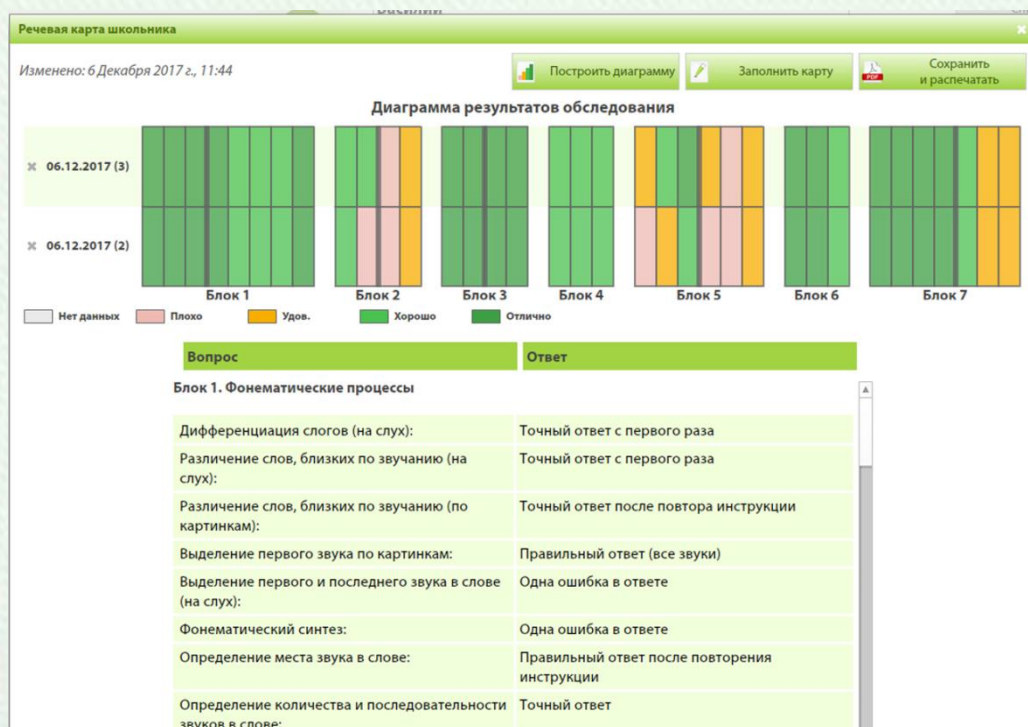 Василий
Речевая карта школьника
Изменено: 6 Декабря 2017 г., 11:44
Построить диаграмму
Заполнить карту
PDF
Сохранить
и распечатать
Диаграмма результатов обследования
06.12.2017 (3)
06.12.2017 (2)
Блок 1 Блок 2 Блок 3 Блок 4 Блок 5 Блок 6 Блок 7
Нет данных Плохо Удов. Хорошо Отлично
Вопрос Ответ
Блок 1. Фонематические процессы
Дифференциация слогов (на слух): Точный ответ с первого раза
Различение слов, близких по звучанию (на Точный ответ с первого раза
слух):
Различение слов, близких по звучанию (по Точный ответ после повтора инструкции
картинкам):
Выделение первого звука по картинкам: Правильный ответ (все звуки)
Выделение первого и последнего звука в слове Одна ошибка в ответе
(на слух):
Фонематический синтез: Одна ошибка в ответе
Определение места звука в слове: Правильный ответ после повторения
инструкции
Определение количества и последовательности Точный ответ
звуков в слове: